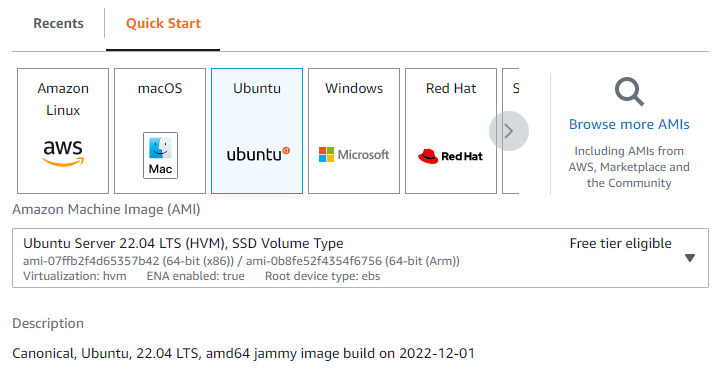 Recents
Quick Start
Amazon
Linux
aws
macOS
Mac
Ubuntu
ubuntu
Windows
Microsoft
Red Hat
Red Hat
S
Browse more AMIs
Including AMIs from
AWS, Marketplace and
the Community
Amazon Machine Image (AMI)
Ubuntu Server 22.04 LTS (HVM), SSD Volume Type
Free tier eligible
ami-07ffb2f4d65357b42 (64-bit (x86)) / ami-0b8fe52f4354f6756 (64-bit (Arm))
Virtualization: hvm ENA enabled: true Root device type: ebs
Description
Canonical, Ubuntu, 22.04 LTS, amd64 jammy image build on 2022-12-01